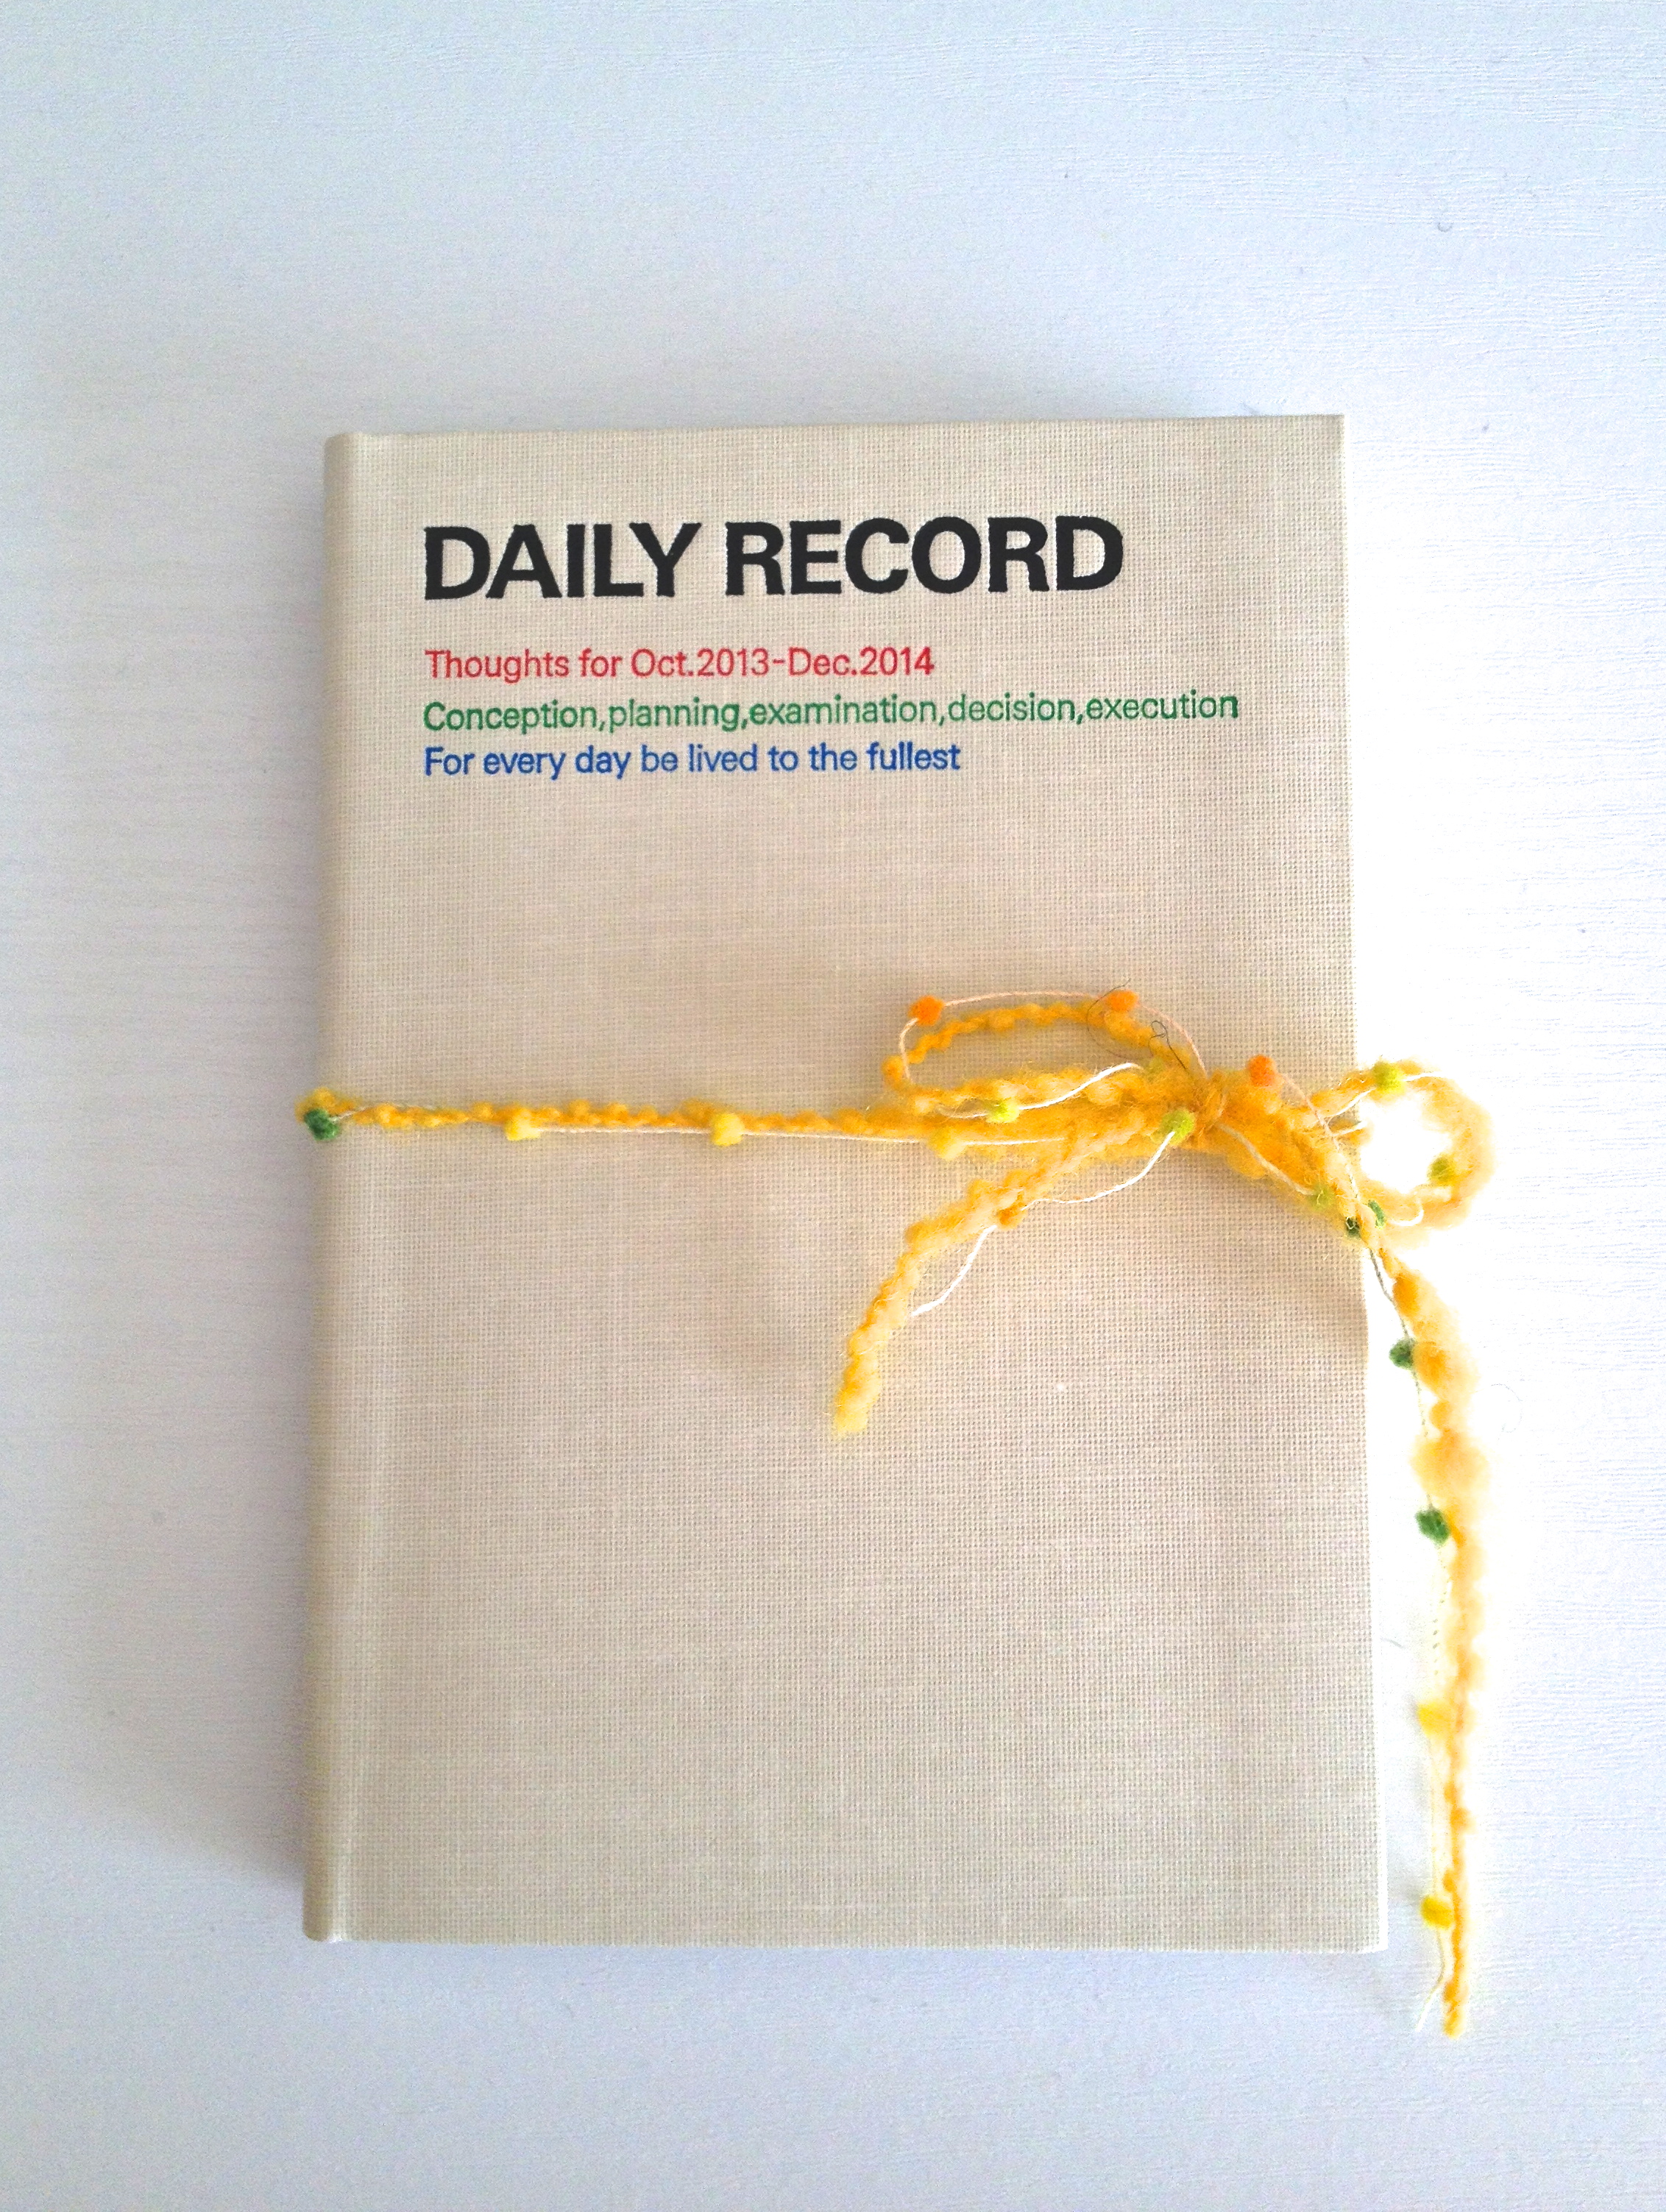 DAILY RECORD
Thoughts for Oct.2013-Dec.2014
Conception,planning,examination,decision,execution
For every day be lived to the fullest